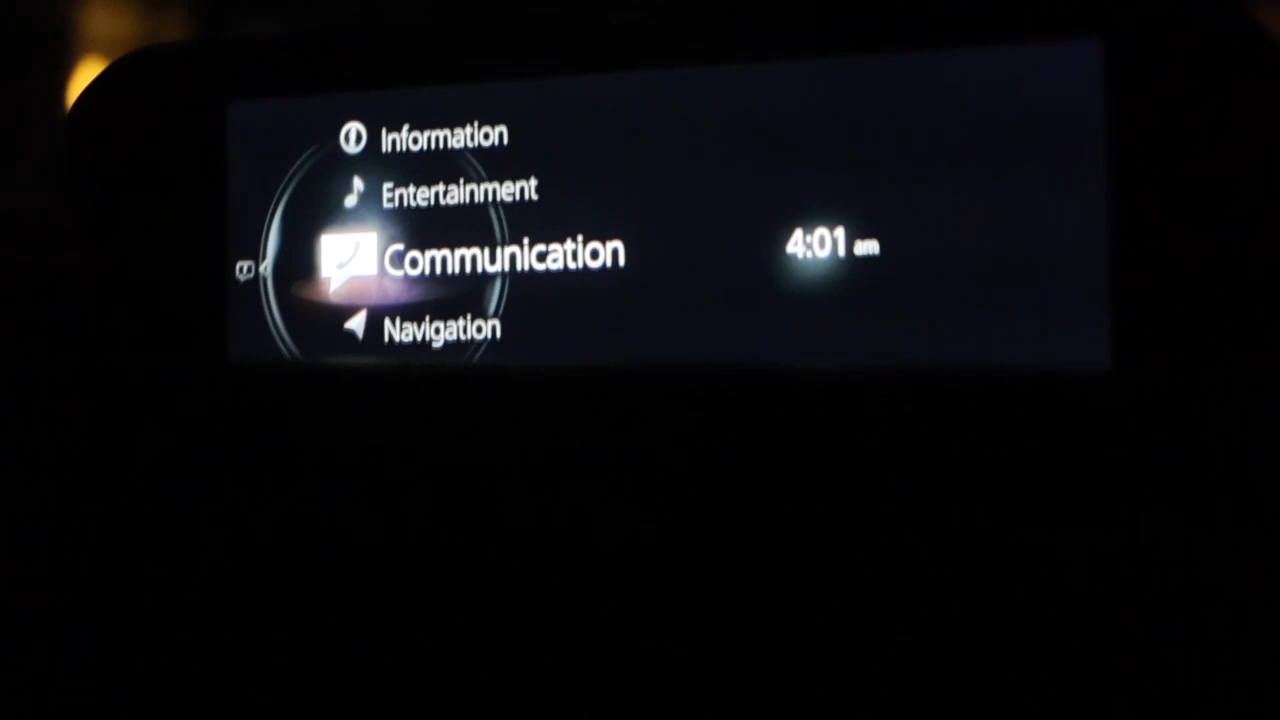 Information
Entertainment
Communication
4:01 am
Navigation